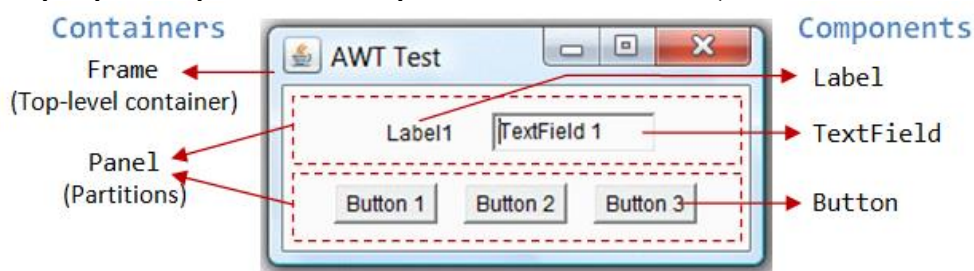 Containers
Components
AWT Test
Frame
(Top-level container)
Label
Label1
TextField 1
TextField
Panel
(Partitions)
Button 1
Button 2
Button 3
Button